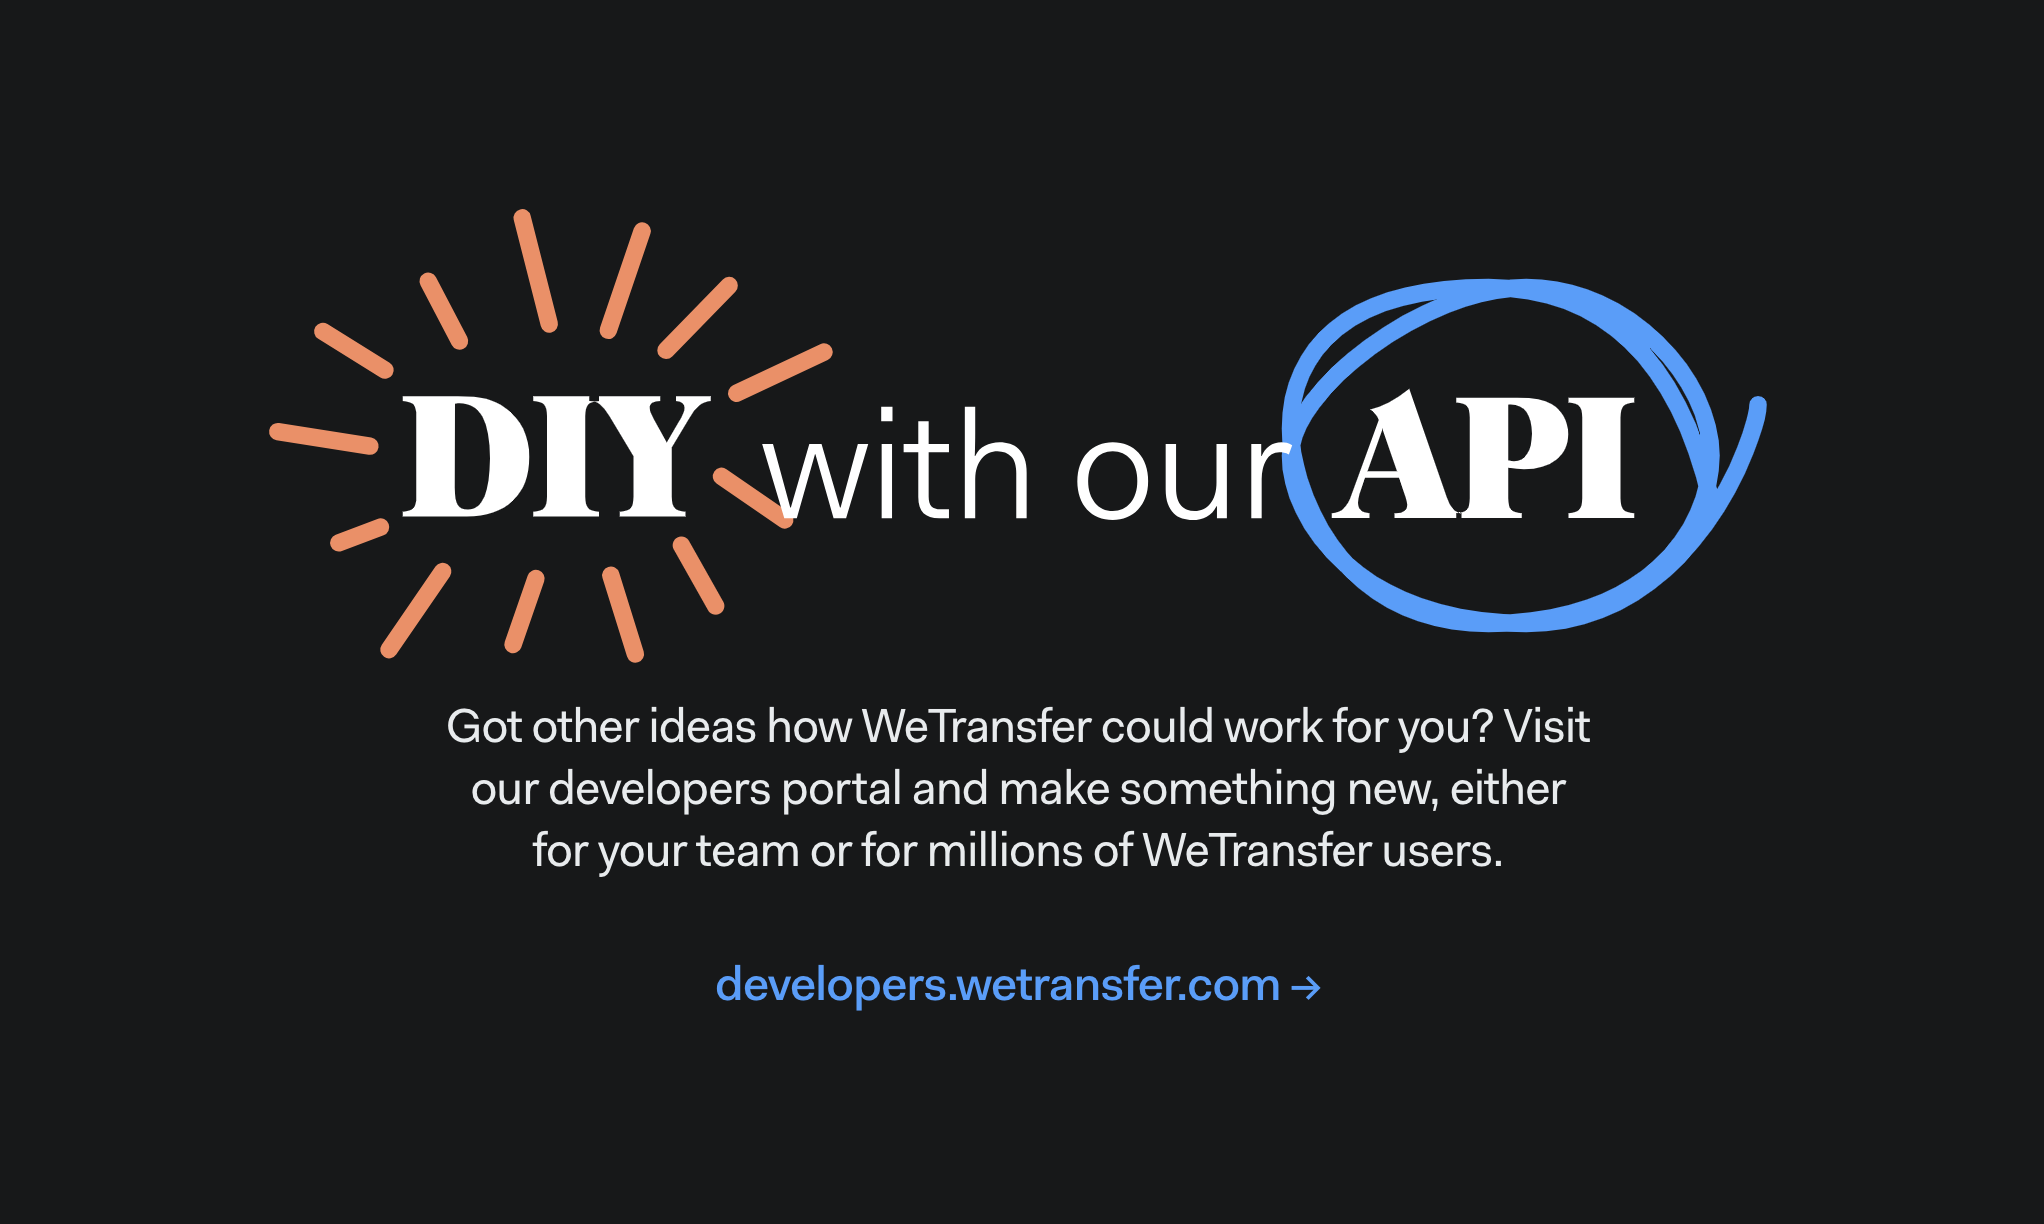 DIY with our API
Got other ideas how WeTransfer could work for you? Visit
our developers portal and make something new, either
for your team or for millions of WeTransfer users.
developers.wetransfer.com →